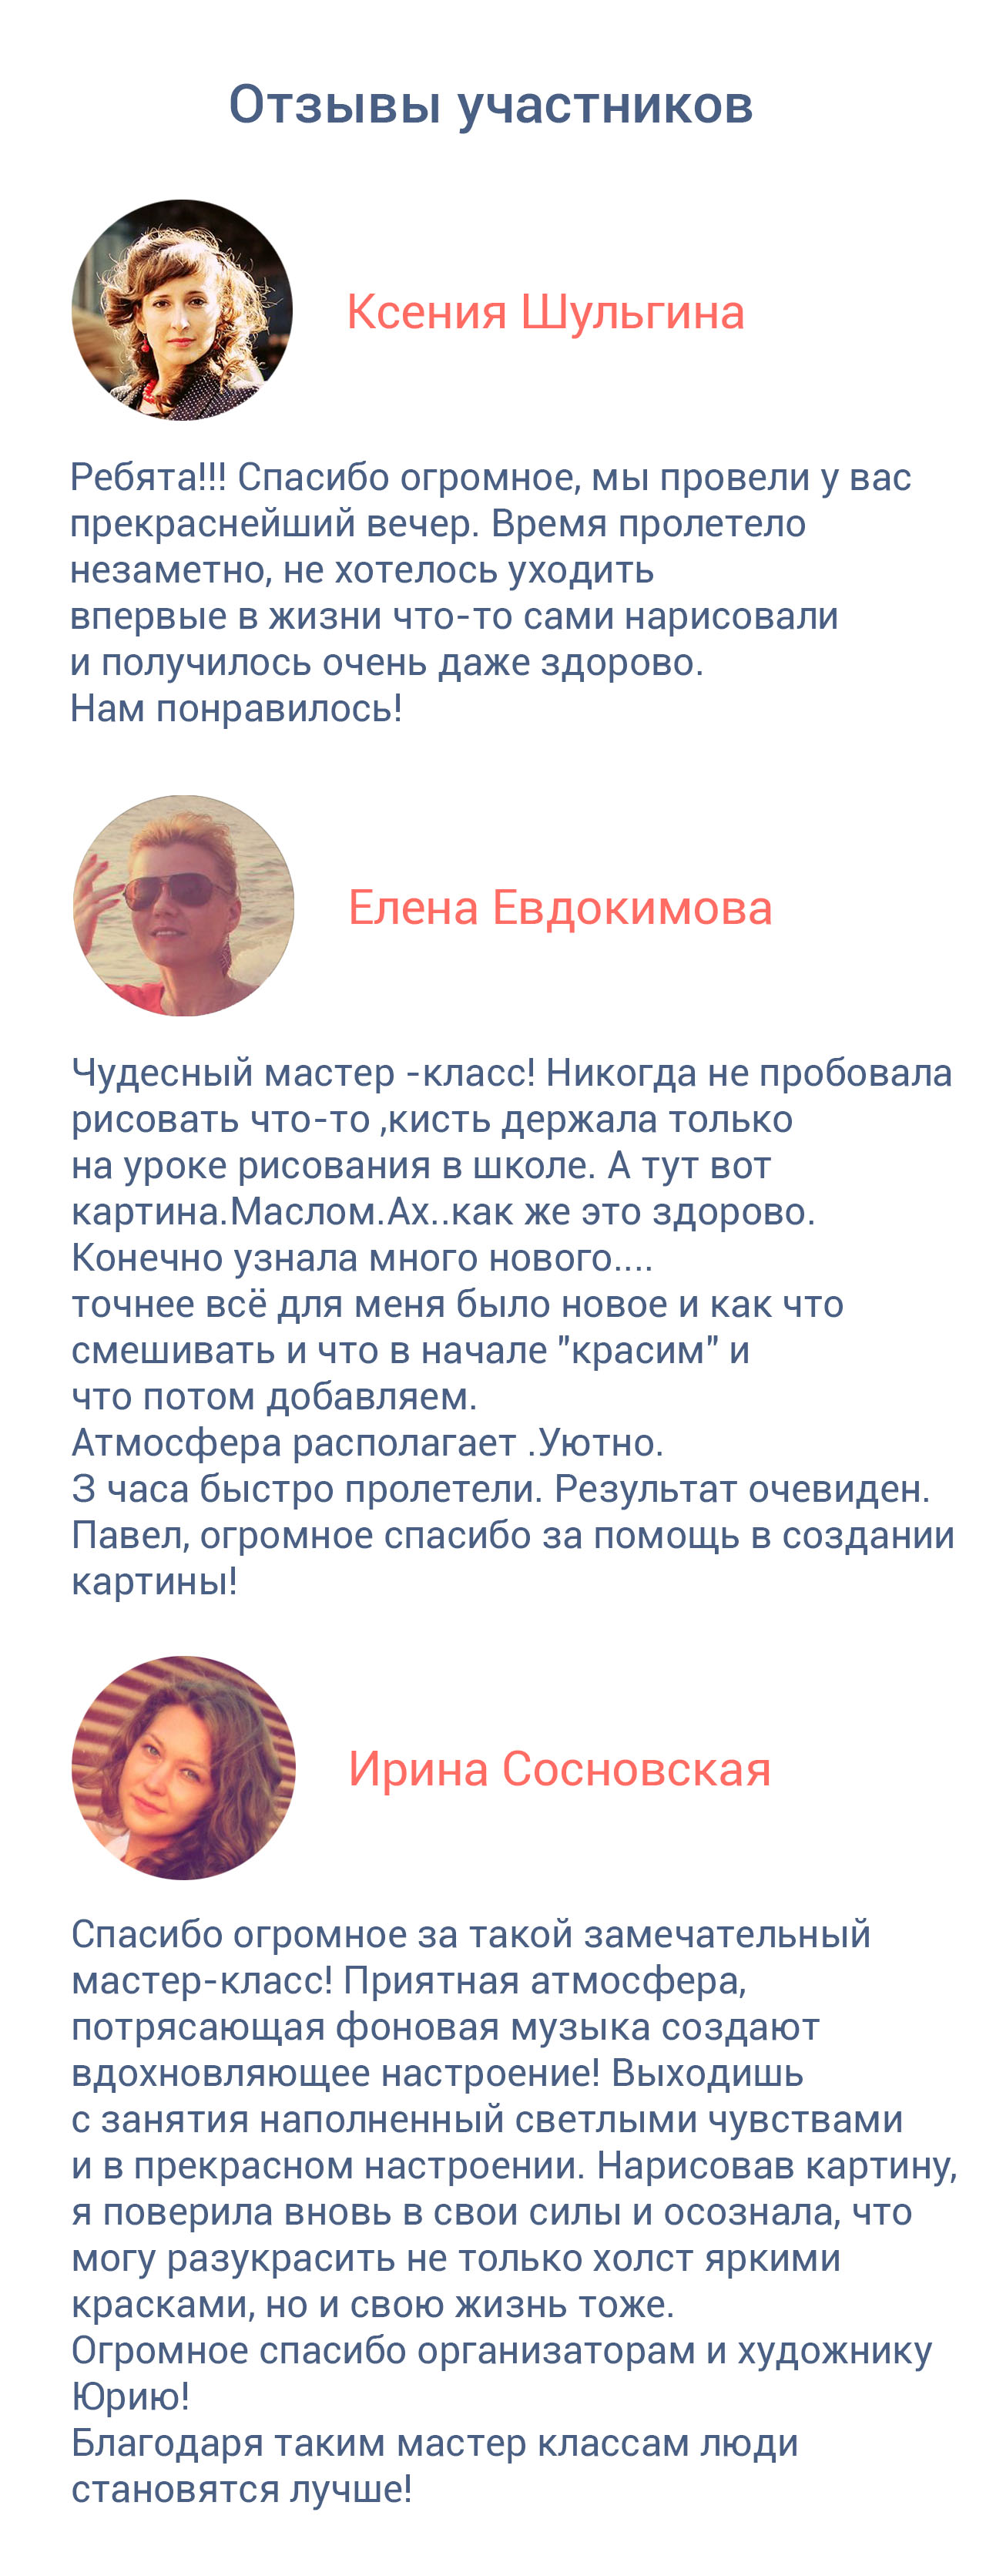 Отзывы участников
Ксения Шульгина
Ребята!!! Спасибо огромное, мы провели у вас
прекраснейший вечер. Время пролетело
незаметно, не хотелось уходить
впервые в жизни что-то сами нарисовали
и получилось очень даже здорово.
Нам понравилось!
Елена Евдокимова
Чудесный мастер -класс! Никогда не пробовала
рисовать что-то ,кисть держала только
на уроке рисования в школе. А тут вот
картина.Маслом.Ах..как же это здорово.
Конечно узнала много нового....
точнее всё для меня было новое и как что
смешивать и что в начале "красим" и
что потом добавляем.
Атмосфера располагает .Уютно.
3 часа быстро пролетели. Результат очевиден.
Павел, огромное спасибо за помощь в создании
картины!
Ирина Сосновская
Спасибо огромное за такой замечательный
мастер-класс! Приятная атмосфера,
потрясающая фоновая музыка создают
вдохновляющее настроение! Выходишь
с занятия наполненный светлыми чувствами
и в прекрасном настроении. Нарисовав картину,
я поверила вновь в свои силы и осознала, что
могу разукрасить не только холст яркими
красками, но и свою жизнь тоже.
Огромное спасибо организаторам и художнику
Юрию!
Благодаря таким мастер классам люди
становятся лучше!